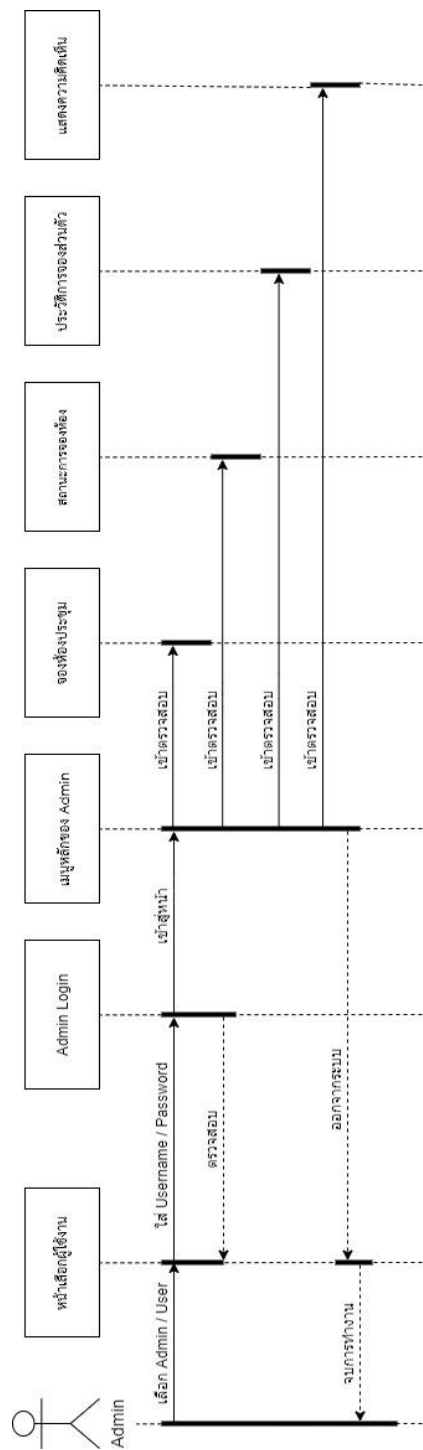 Admin
หน้าเลือกผู้ใช้งาน
Admin Login
เมนูหลักของ Admin
จองห้องประชุม
สถานะการจองห้อง
ประวัติการจองส่วนตัว
แสดงความคิดเห็น
เลือก Admin / User
ใส่ Username / Password
เข้าสู่หน้า
เข้าตรวจสอบ
เข้าตรวจสอบ
ตรวจสอบ
เข้าตรวจสอบ
เข้าตรวจสอบ
ออกจากระบบ
จบการทำงาน